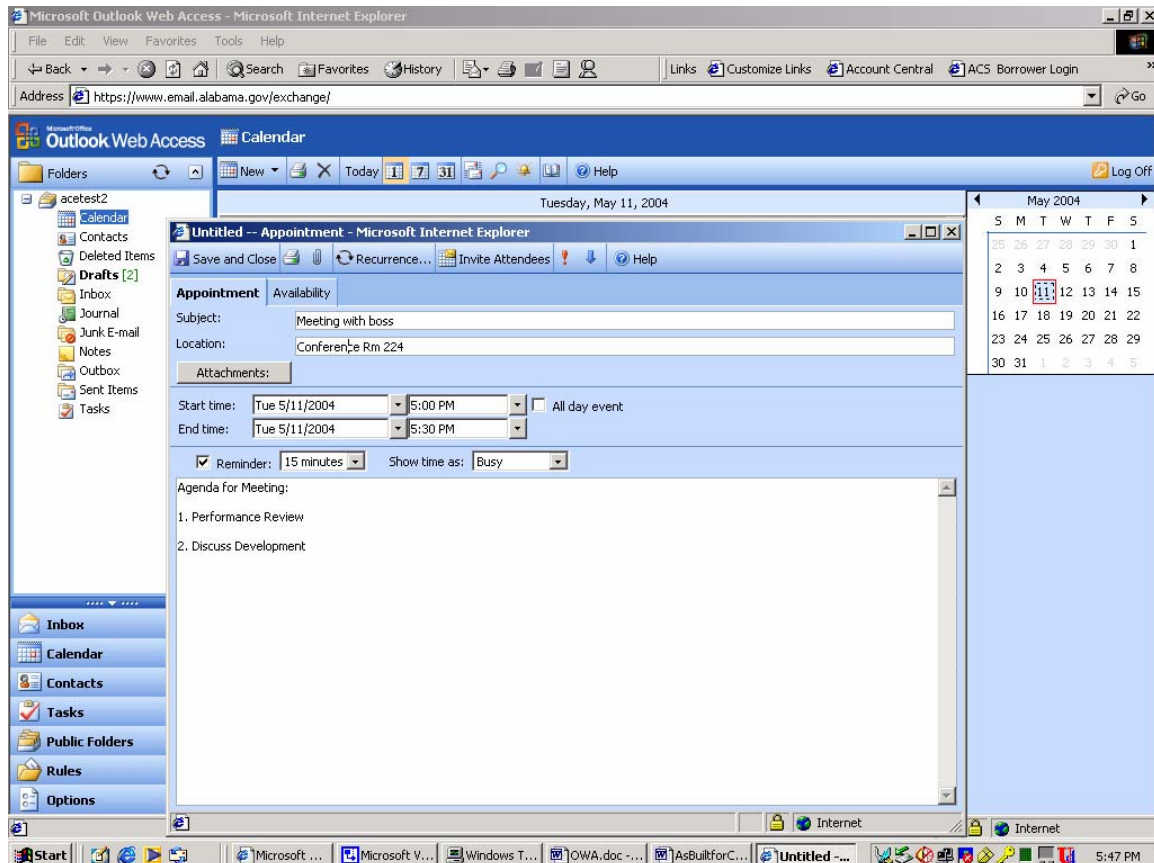 Microsoft Outlook Web Access - Microsoft Internet Explorer
File Edit View Favorites Tools Help
Back Search Favorites History Links Customize Links Account Central ACS Borrower Login »
Address https://www.email.alabama.gov/exchange/ Go
Microsoft Office
Outlook Web Access Calendar
Folders New Today 1 7 31 Help Log Off
acetest2
Calendar
Contacts
Deleted Items
Drafts [2]
Inbox
Journal
Junk E-mail
Notes
Outbox
Sent Items
Tasks
Tuesday, May 11, 2004
Untitled -- Appointment - Microsoft Internet Explorer
Save and Close Recurrence... Invite Attendees Help
Appointment Availability
Subject: Meeting with boss
Location: Conference Rm 224
Attachments:
Start time: Tue 5/11/2004 5:00 PM All day event
End time: Tue 5/11/2004 5:30 PM
Reminder: 15 minutes Show time as: Busy
Agenda for Meeting:
1. Performance Review
2. Discuss Development
Internet
May 2004
S M T W T F S
25 26 27 28 29 30 1
2 3 4 5 6 7 8
9 10 11 12 13 14 15
16 17 18 19 20 21 22
23 24 25 26 27 28 29
30 31 1 2 3 4 5
Inbox
Calendar
Contacts
Tasks
Public Folders
Rules
Options
Internet
Start Microsoft ... Microsoft V... Windows T... OWA.doc -... AsBuiltforC... Untitled -... 5:47 PM